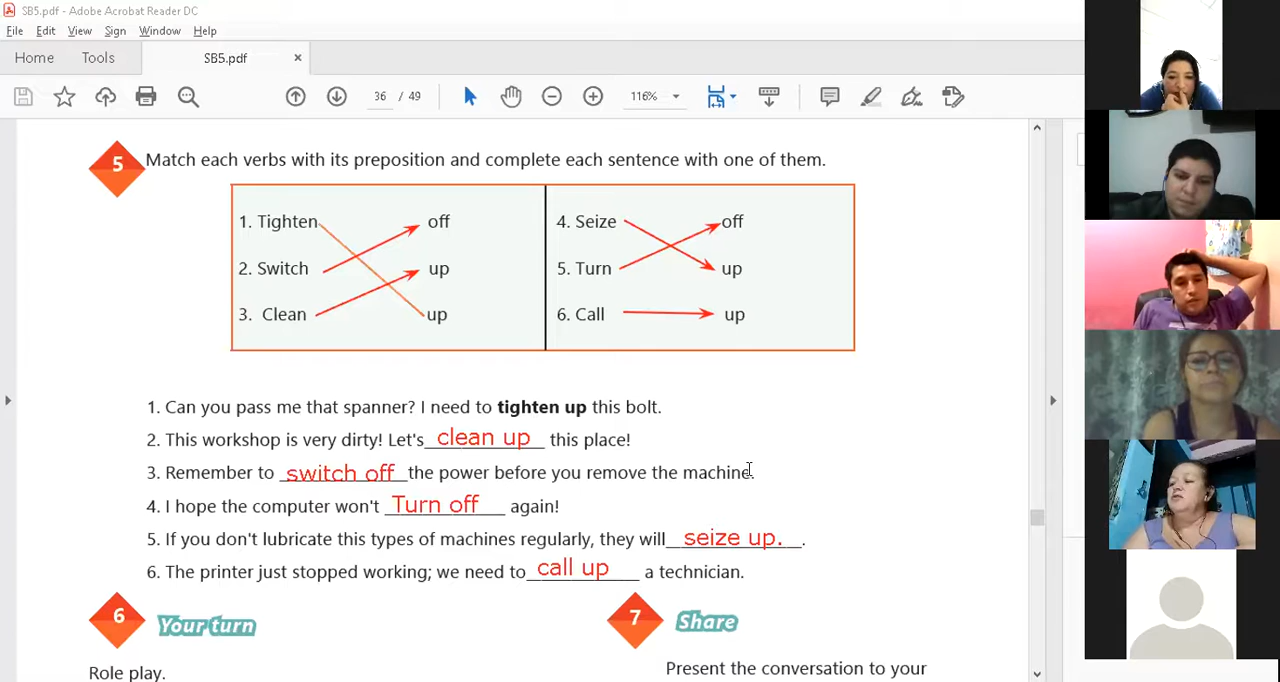 SB5.pdf - Adobe Acrobat Reader DC
File Edit View Sign Window Help
Home Tools SB5.pdf ×
36 / 49 116%
5 Match each verbs with its preposition and complete each sentence with one of them.
1. Tighten off 4. Seize off
2. Switch up 5. Turn up
3. Clean up 6. Call up
1. Can you pass me that spanner? I need to tighten up this bolt.
2. This workshop is very dirty! Let's clean up this place!
3. Remember to switch off the power before you remove the machine.
4. I hope the computer won't Turn off again!
5. If you don't lubricate this types of machines regularly, they will seize up. .
6. The printer just stopped working; we need to call up a technician.
6 Your turn 7 Share
Role play. Present the conversation to your